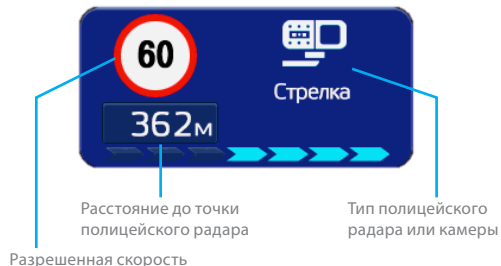 60
Стрелка
362м
Расстояние до точки
полицейского радара
Тип полицейского
радара или камеры
Разрешенная скорость